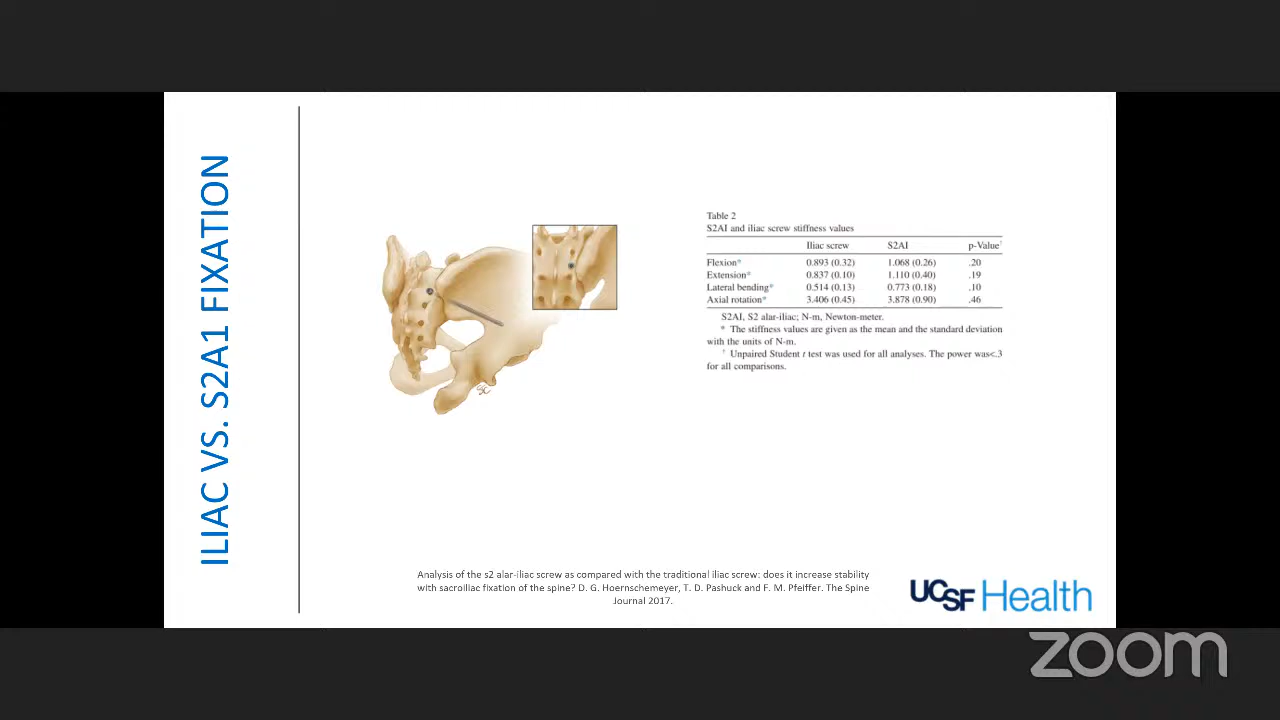 ILIAC VS. S2A1 FIXATION
Table 2
S2AI and iliac screw stiffness values
Iliac screw S2AI p-Value†
Flexion* 0.893 (0.32) 1.068 (0.26) .20
Extension* 0.837 (0.10) 1.110 (0.40) .19
Lateral bending* 0.514 (0.13) 0.773 (0.18) .10
Axial rotation* 3.406 (0.45) 3.878 (0.90) .46
S2AI, S2 alar-iliac; N-m, Newton-meter.
* The stiffness values are given as the mean and the standard deviation
with the units of N-m.
† Unpaired Student t test was used for all analyses. The power was<.3
for all comparisons.
SC
Analysis of the s2 alar-iliac screw as compared with the traditional iliac screw: does it increase stability
with sacroiliac fixation of the spine? D. G. Hoernschemeyer, T. D. Pashuck and F. M. Pfeiffer. The Spine
Journal 2017.
UCSF Health
zoom